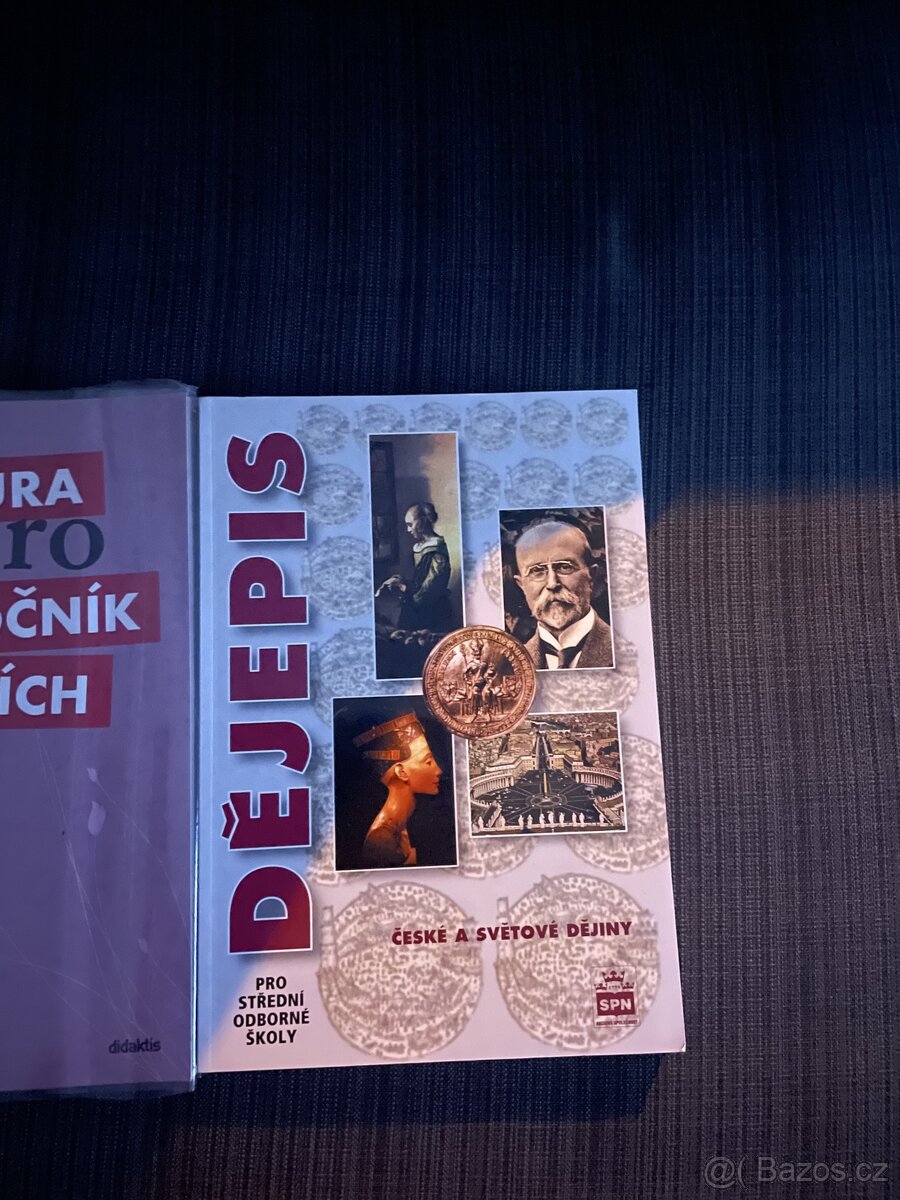 URA
ro
OČNÍK
ÍCH
didaktis
DĚJEPIS
PRO
STŘEDNÍ
ODBORNÉ
ŠKOLY
ČESKÉ A SVĚTOVÉ DĚJINY
SPN
@( Bazos.cz